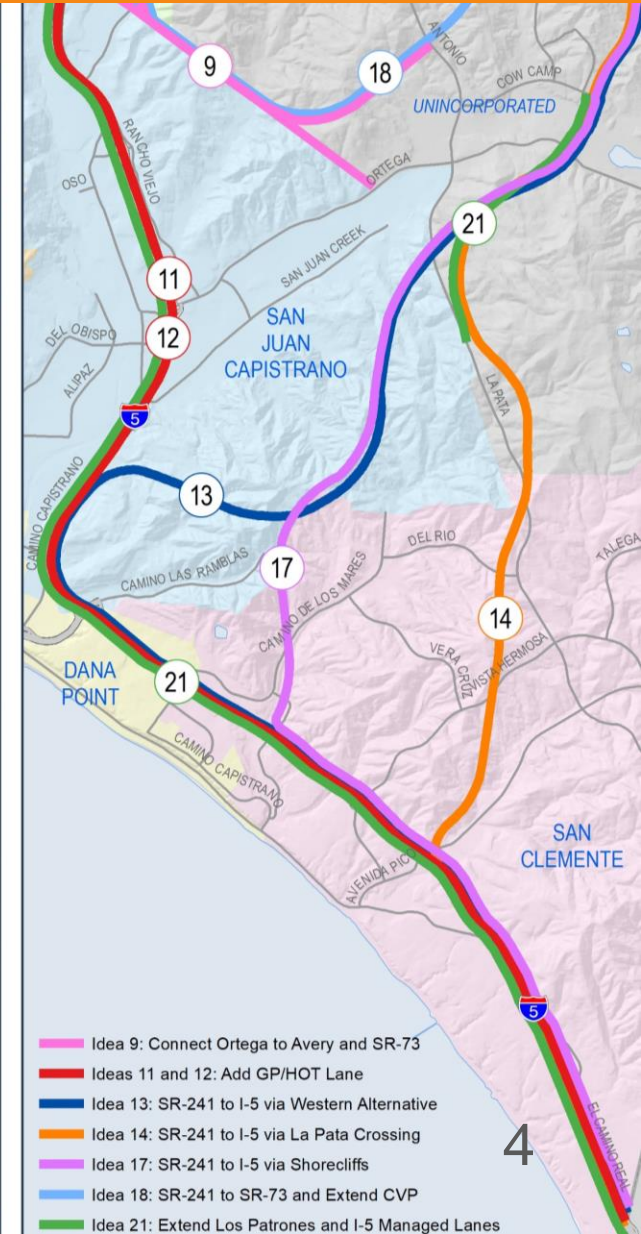 9
18
ANTONIO
COW CAMP
UNINCORPORATED
RANCHO VIEJO
OSO
ORTEGA
21
SAN JUAN CREEK
11
12
DEL OBISPO
ALIPAZ
SAN
JUAN
CAPISTRANO
LA PATA
5
CAMINO CAPISTRANO
13
DEL RIO
TALEGA
CAMINO LAS RAMBLAS
17
CAMINO DE LOS MARES
14
VERA CRUZ
VISTA HERMOSA
DANA
POINT
21
CAMINO CAPISTRANO
SAN
CLEMENTE
AVENIDA PICO
5
EL CAMINO REAL
Idea 9: Connect Ortega to Avery and SR-73
Ideas 11 and 12: Add GP/HOT Lane
Idea 13: SR-241 to I-5 via Western Alternative
Idea 14: SR-241 to I-5 via La Pata Crossing
Idea 17: SR-241 to I-5 via Shorecliffs
Idea 18: SR-241 to SR-73 and Extend CVP
Idea 21: Extend Los Patrones and I-5 Managed Lanes
4